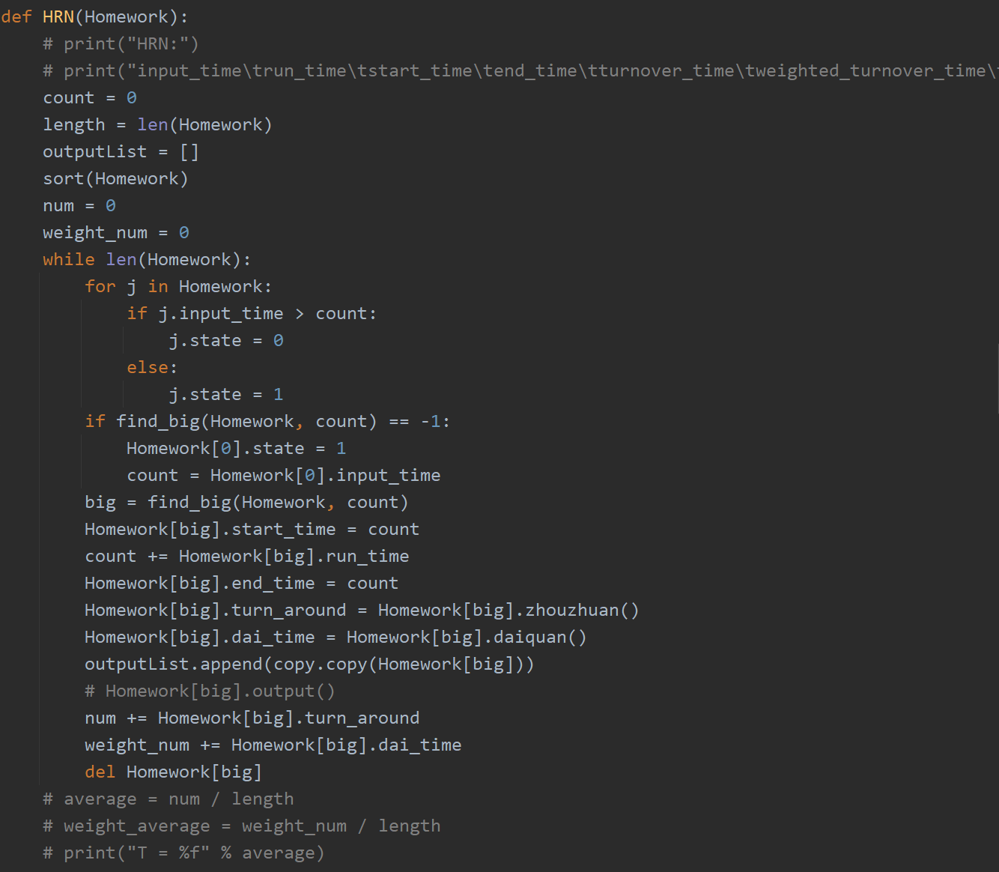 def HRN(Homework):
    # print("HRN:")
    # print("input_time\trun_time\tstart_time\tend_time\tturnover_time\tweighted_turnover_time\
    count = 0
    length = len(Homework)
    outputList = []
    sort(Homework)
    num = 0
    weight_num = 0
    while len(Homework):
        for j in Homework:
            if j.input_time > count:
                j.state = 0
            else:
                j.state = 1
        if find_big(Homework, count) == -1:
            Homework[0].state = 1
            count = Homework[0].input_time
        big = find_big(Homework, count)
        Homework[big].start_time = count
        count += Homework[big].run_time
        Homework[big].end_time = count
        Homework[big].turn_around = Homework[big].zhouzhuan()
        Homework[big].dai_time = Homework[big].daiquan()
        outputList.append(copy.copy(Homework[big]))
        # Homework[big].output()
        num += Homework[big].turn_around
        weight_num += Homework[big].dai_time
        del Homework[big]
    # average = num / length
    # weight_average = weight_num / length
    # print("T = %f" % average)